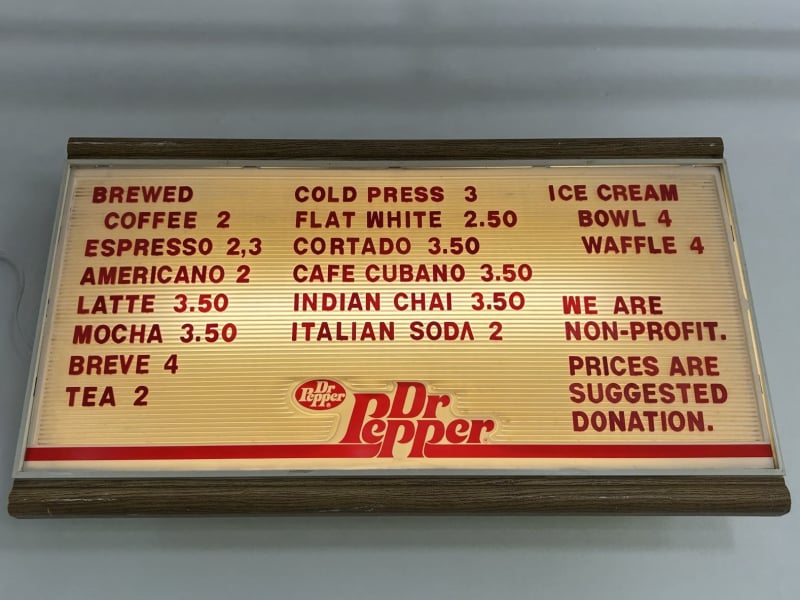 BREWED
COFFEE 2
ESPRESSO 2,3
AMERICANO 2
LATTE 3.50
MOCHA 3.50
BREVE 4
TEA 2
COLD PRESS 3
FLAT WHITE 2.50
CORTADO 3.50
CAFE CUBANO 3.50
INDIAN CHAI 3.50
ITALIAN SODA 2
ICE CREAM
BOWL 4
WAFFLE 4
WE ARE
NON-PROFIT.
PRICES ARE
SUGGESTED
DONATION.
Dr
Pepper®
Dr
Pepper